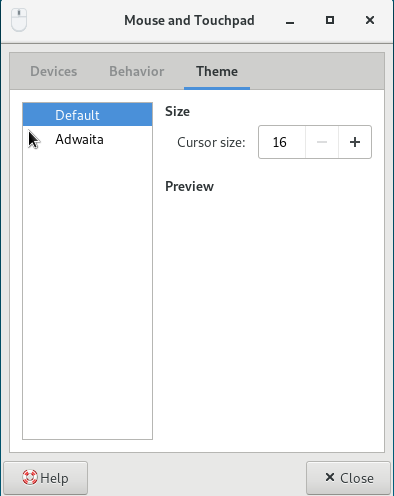 Mouse and Touchpad
Devices Behavior Theme
Default
Adwaita
Size
Cursor size: 16
Preview
Help
Close